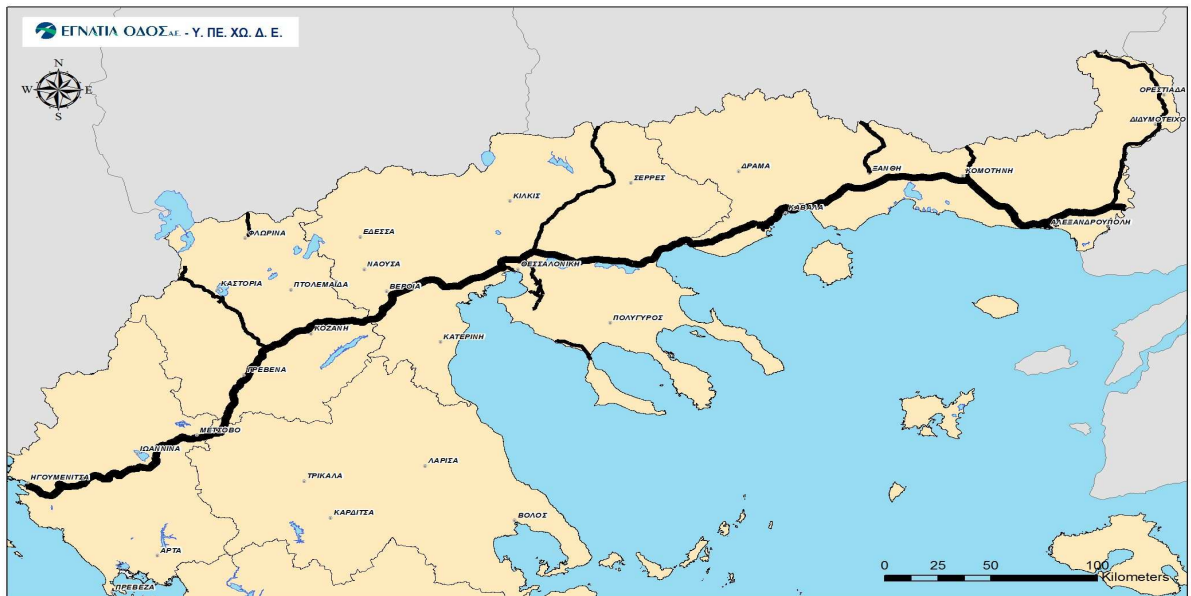 ΕΓΝΑΤΙΑ ΟΔΟΣ Α.Ε. - Υ. ΠΕ. ΧΩ. Δ. Ε.
N
W E
S
ΟΡΕΣΤΙΑΔΑ
ΔΙΔΥΜΟΤΕΙΧΟ
ΔΡΑΜΑ
ΞΑΝΘΗ
ΚΟΜΟΤΗΝΗ
ΣΕΡΡΕΣ
ΚΙΛΚΙΣ
ΚΑΒΑΛΑ
ΑΛΕΞΑΝΔΡΟΥΠΟΛΗ
ΦΛΩΡΙΝΑ
ΕΔΕΣΣΑ
ΝΑΟΥΣΑ
ΘΕΣΣΑΛΟΝΙΚΗ
ΚΑΣΤΟΡΙΑ
ΠΤΟΛΕΜΑΪΔΑ
ΒΕΡΟΙΑ
ΠΟΛΥΓΥΡΟΣ
ΚΟΖΑΝΗ
ΚΑΤΕΡΙΝΗ
ΓΡΕΒΕΝΑ
ΜΕΤΣΟΒΟ
ΙΩΑΝΝΙΝΑ
ΛΑΡΙΣΑ
ΗΓΟΥΜΕΝΙΤΣΑ
ΤΡΙΚΑΛΑ
ΚΑΡΔΙΤΣΑ
ΒΟΛΟΣ
ΑΡΤΑ
ΠΡΕΒΕΖΑ
0 25 50 100
Kilometers